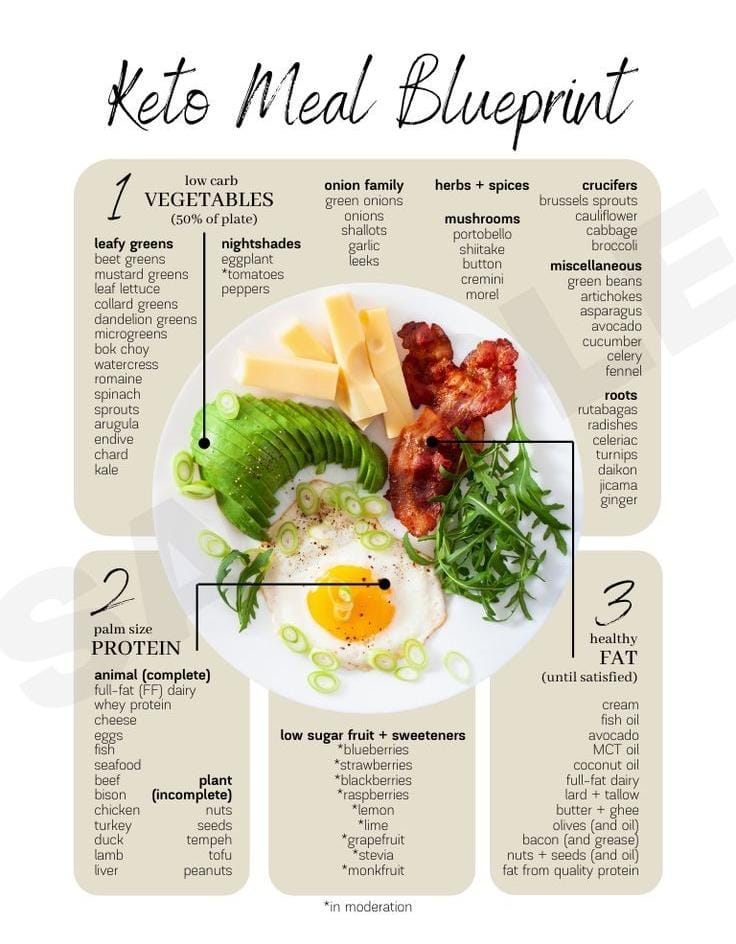 Keto Meal Blueprint
1
low carb
VEGETABLES
(50% of plate)
leafy greens
beet greens
mustard greens
leaf lettuce
collard greens
dandelion greens
microgreens
bok choy
watercress
romaine
spinach
sprouts
arugula
endive
chard
kale
nightshades
eggplant
*tomatoes
peppers
onion family
green onions
onions
shallots
garlic
leeks
herbs + spices
mushrooms
portobello
shiitake
button
cremini
morel
crucifers
brussels sprouts
cauliflower
cabbage
broccoli
miscellaneous
green beans
artichokes
asparagus
avocado
cucumber
celery
fennel
roots
rutabagas
radishes
celeriac
turnips
daikon
jicama
ginger
2
palm size
PROTEIN
animal (complete)
full-fat (FF) dairy
whey protein
cheese
eggs
fish
seafood
beef
bison
chicken
turkey
duck
lamb
liver
plant
(incomplete)
nuts
seeds
tempeh
tofu
peanuts
low sugar fruit + sweeteners
*blueberries
*strawberries
*blackberries
*raspberries
*lemon
*lime
*grapefruit
*stevia
*monkfruit
3
healthy
FAT
(until satisfied)
cream
fish oil
avocado
MCT oil
coconut oil
full-fat dairy
lard + tallow
butter + ghee
olives (and oil)
bacon (and grease)
nuts + seeds (and oil)
fat from quality protein
*in moderation
SAMPLE